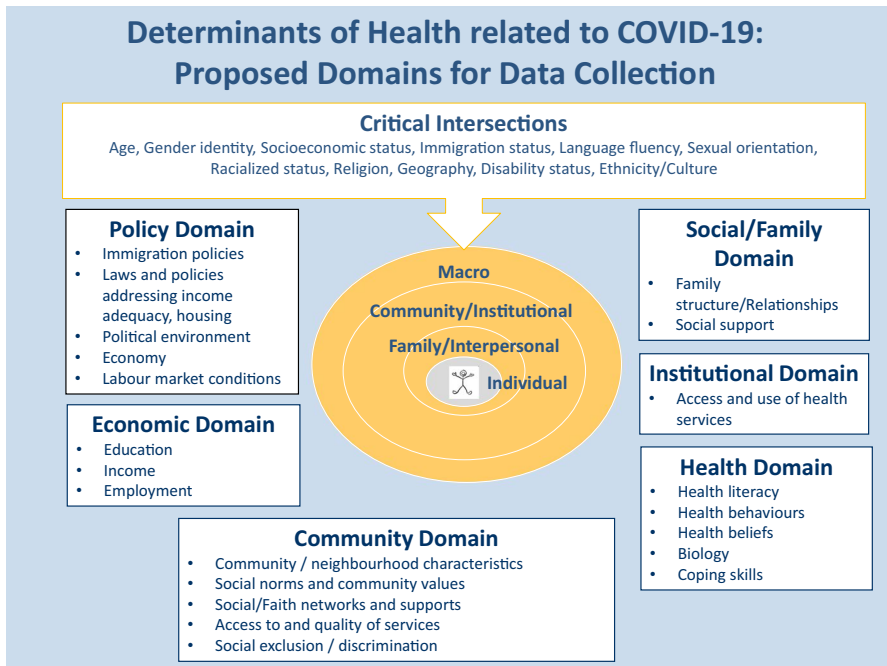 Determinants of Health related to COVID-19:
Proposed Domains for Data Collection
Critical Intersections
Age, Gender identity, Socioeconomic status, Immigration status, Language fluency, Sexual orientation,
Racialized status, Religion, Geography, Disability status, Ethnicity/Culture
Policy Domain
• Immigration policies
• Laws and policies
addressing income
adequacy, housing
• Political environment
• Economy
• Labour market conditions
Economic Domain
• Education
• Income
• Employment
Macro
Community/Institutional
Family/Interpersonal
Individual
Social/Family
Domain
• Family
structure/Relationships
• Social support
Institutional Domain
• Access and use of health
services
Health Domain
• Health literacy
• Health behaviours
• Health beliefs
• Biology
• Coping skills
Community Domain
• Community / neighbourhood characteristics
• Social norms and community values
• Social/Faith networks and supports
• Access to and quality of services
• Social exclusion / discrimination